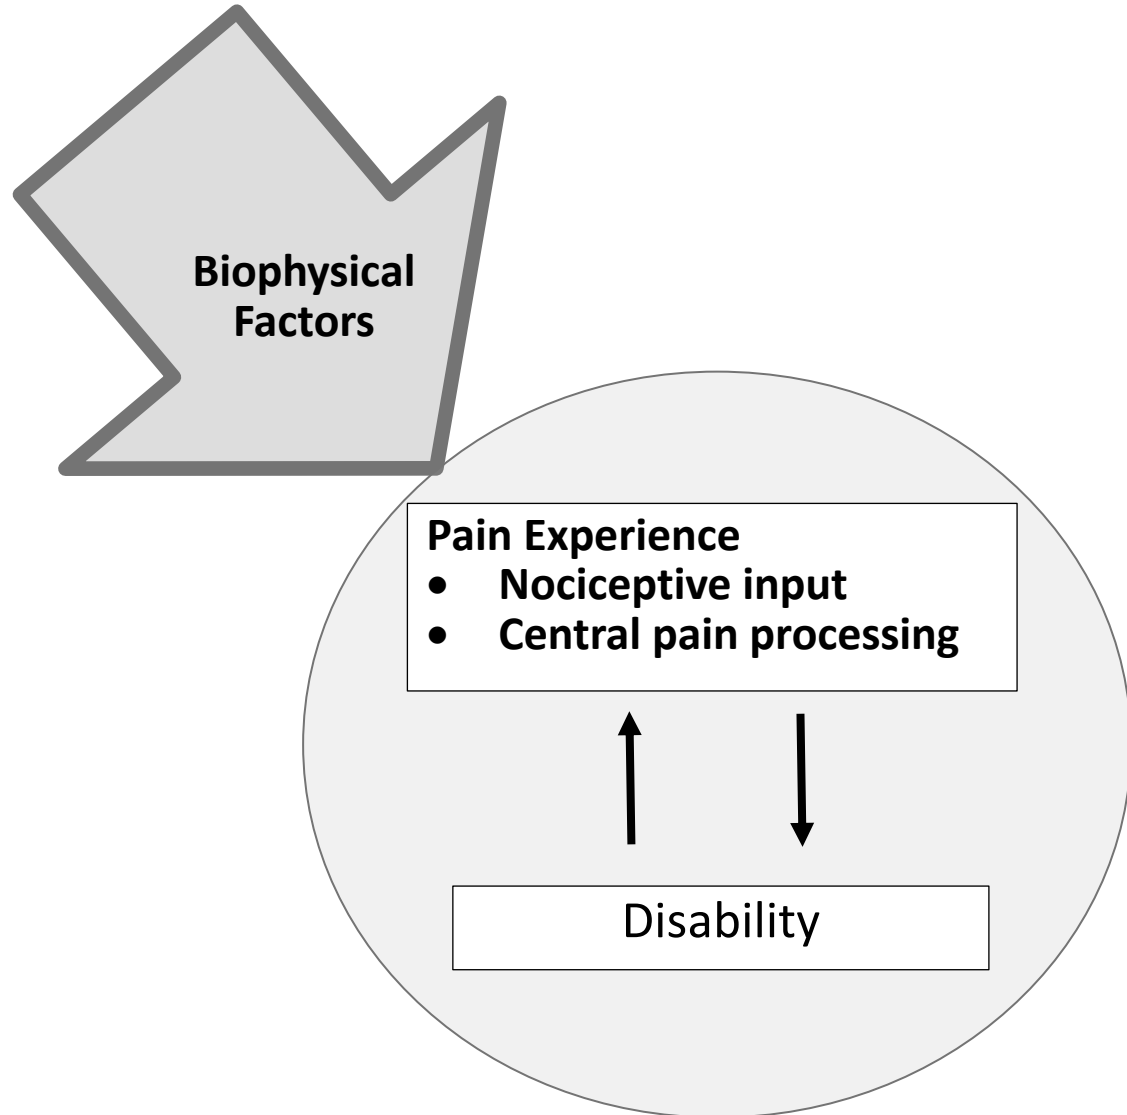 Biophysical
Factors
Pain Experience
• Nociceptive input
• Central pain processing
Disability